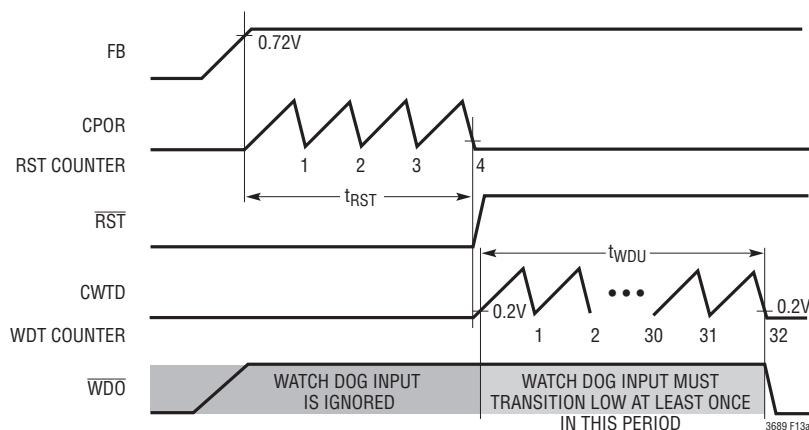 FB
0.72V
CPOR
RST COUNTER
1 2 3 4
tRST
RST
tWDU
CWTD
0.2V
0.2V
WDT COUNTER
1 2 30 31 32
WDO
WATCH DOG INPUT
IS IGNORED
WATCH DOG INPUT MUST
TRANSITION LOW AT LEAST ONCE
IN THIS PERIOD
3689 F13a